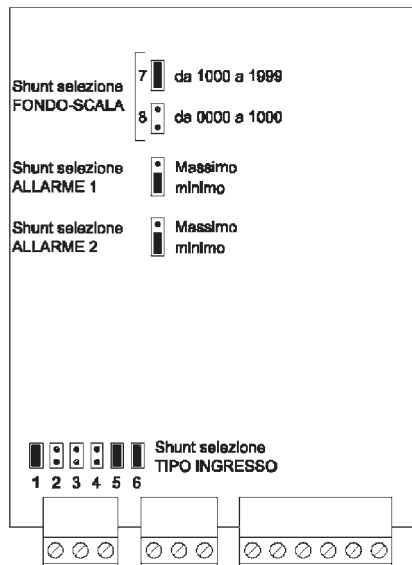 Shunt selezione
FONDO-SCALA
7 da 1000 a 1999
8 da 0000 a 1000
Shunt selezione
ALLARME 1
Massimo
minimo
Shunt selezione
ALLARME 2
Massimo
minimo
Shunt selezione
TIPO INGRESSO
1 2 3 4 5 6